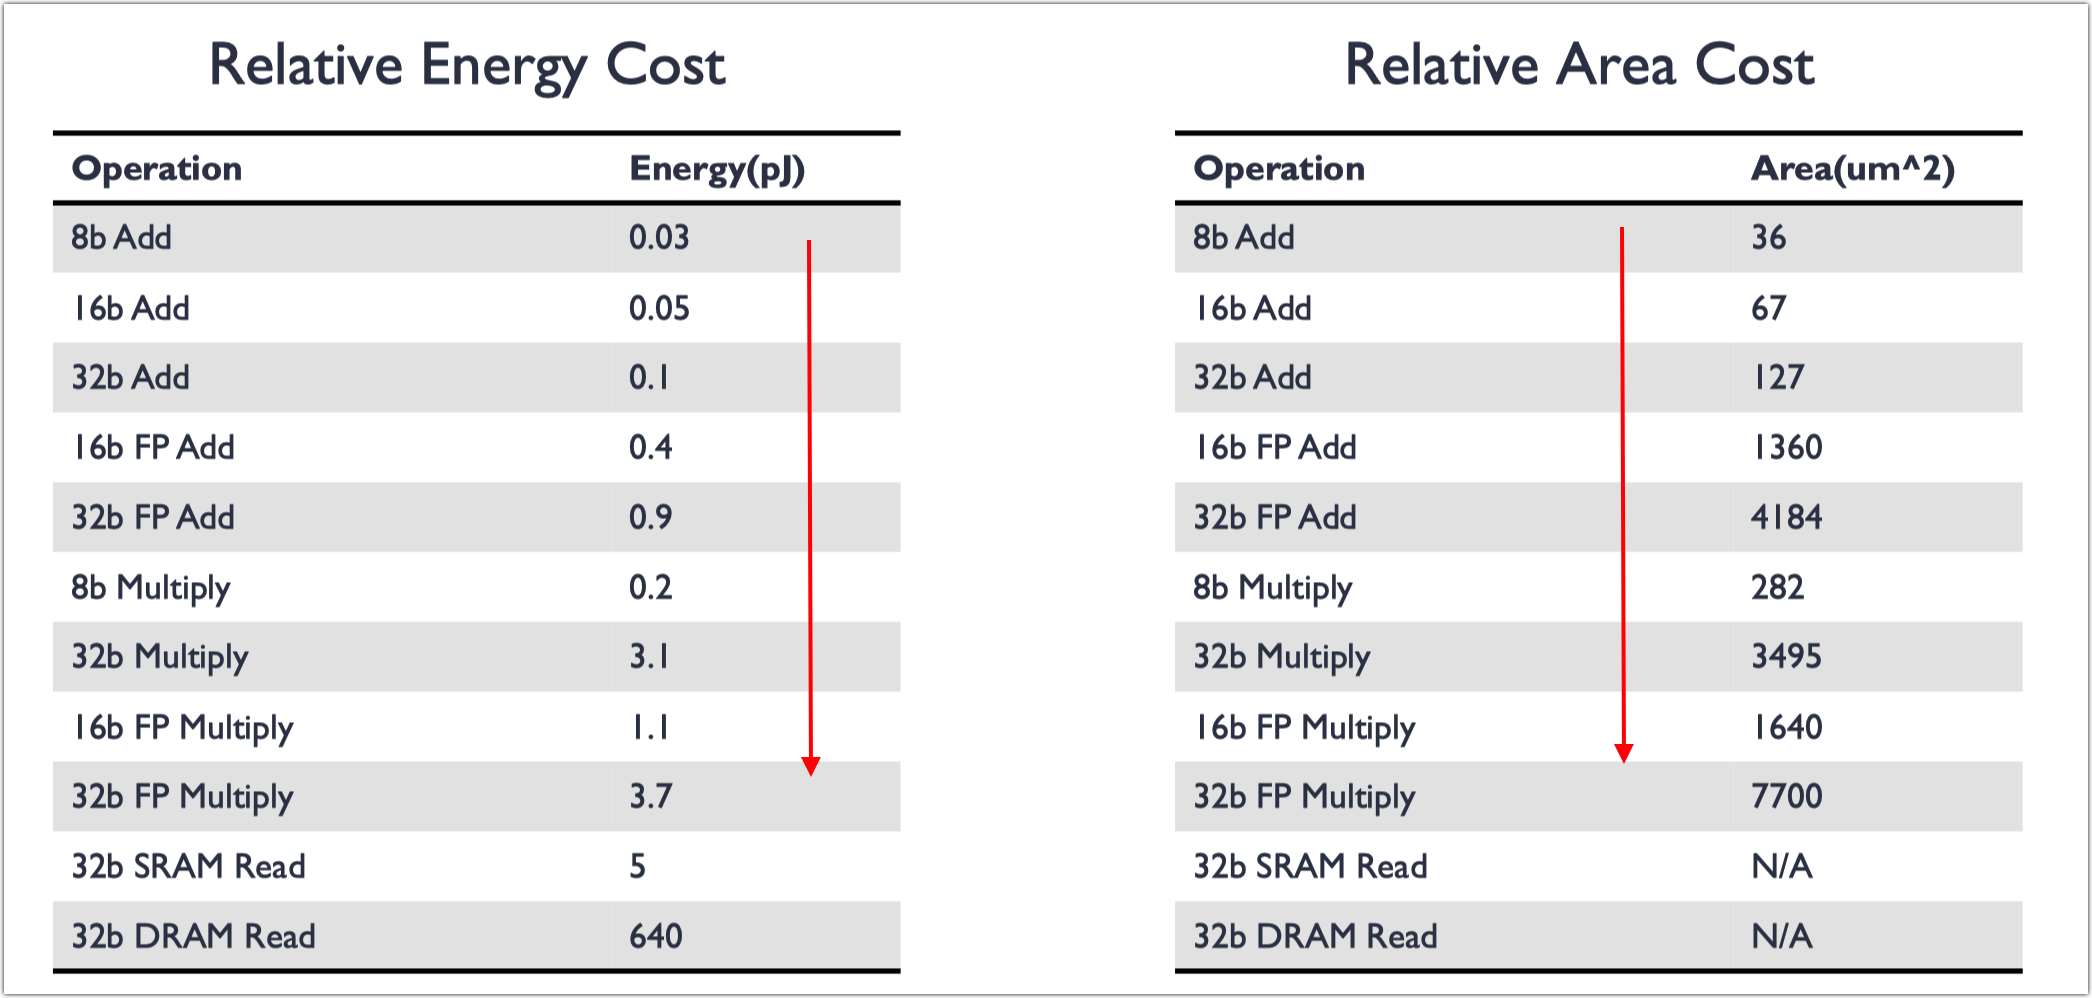 Relative Energy Cost
Operation Energy(pJ)
8b Add 0.03
16b Add 0.05
32b Add 0.1
16b FP Add 0.4
32b FP Add 0.9
8b Multiply 0.2
32b Multiply 3.1
16b FP Multiply 1.1
32b FP Multiply 3.7
32b SRAM Read 5
32b DRAM Read 640
Relative Area Cost
Operation Area(um^2)
8b Add 36
16b Add 67
32b Add 127
16b FP Add 1360
32b FP Add 4184
8b Multiply 282
32b Multiply 3495
16b FP Multiply 1640
32b FP Multiply 7700
32b SRAM Read N/A
32b DRAM Read N/A